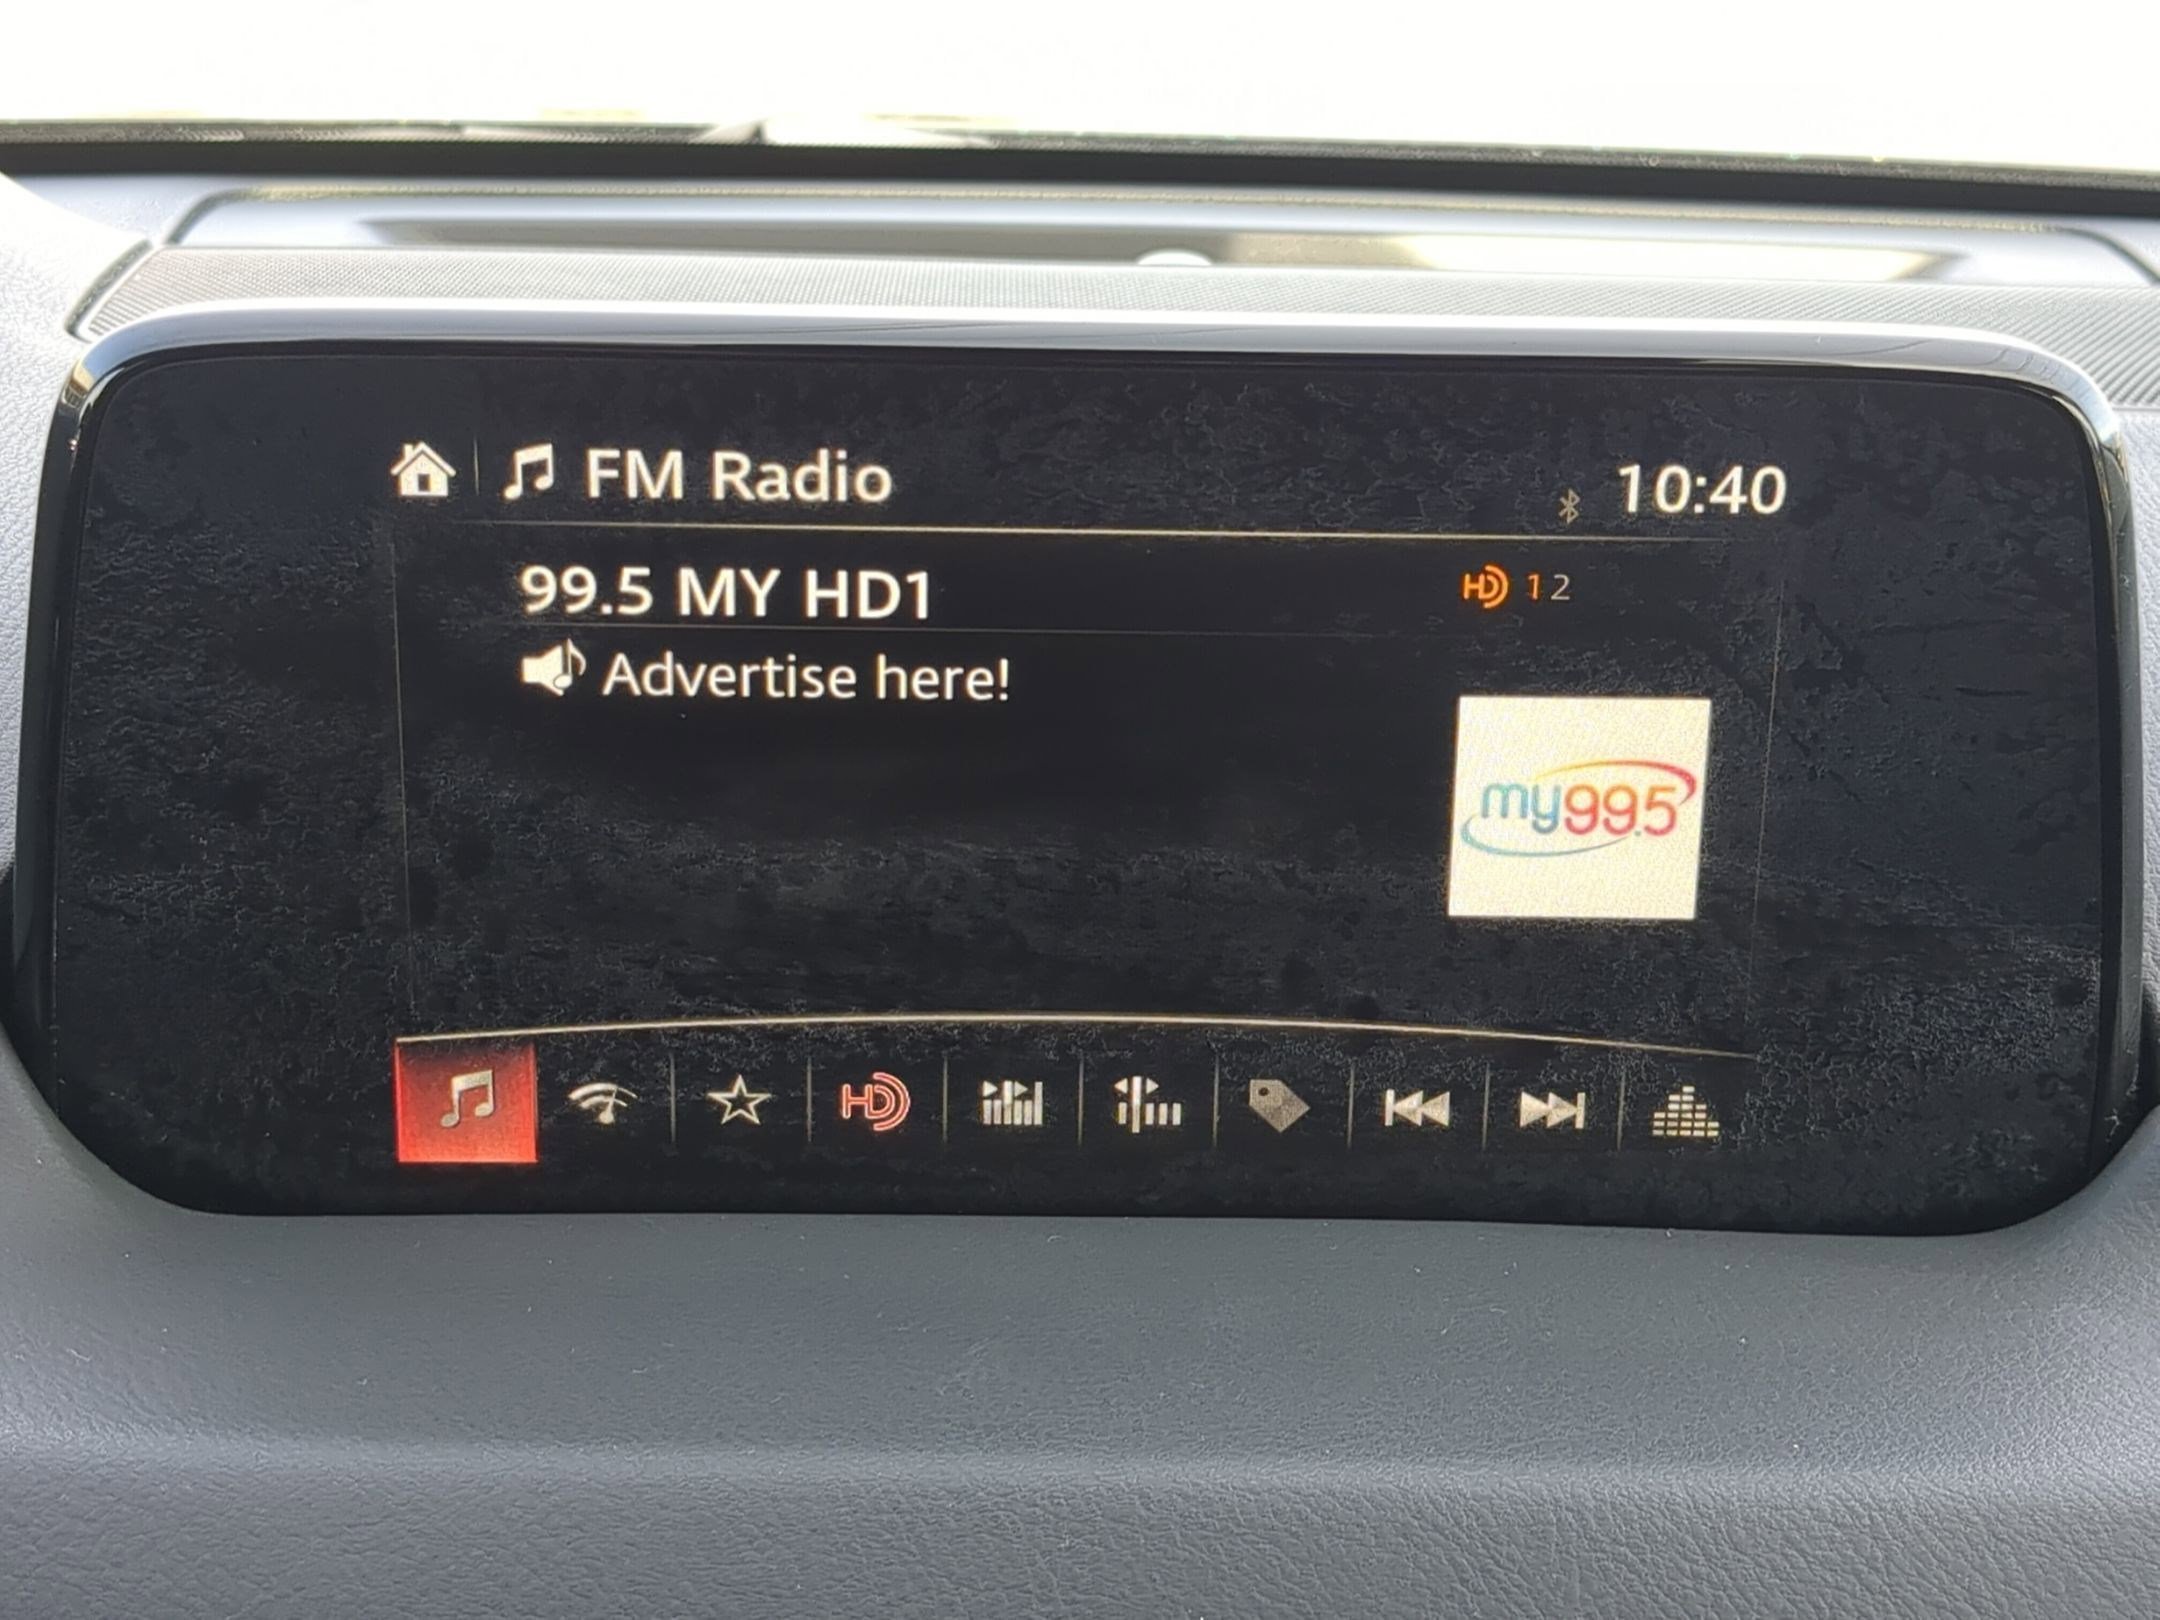 FM Radio
10:40
99.5 MY HD1
HD 1 2
Advertise here!
my99.5
HD